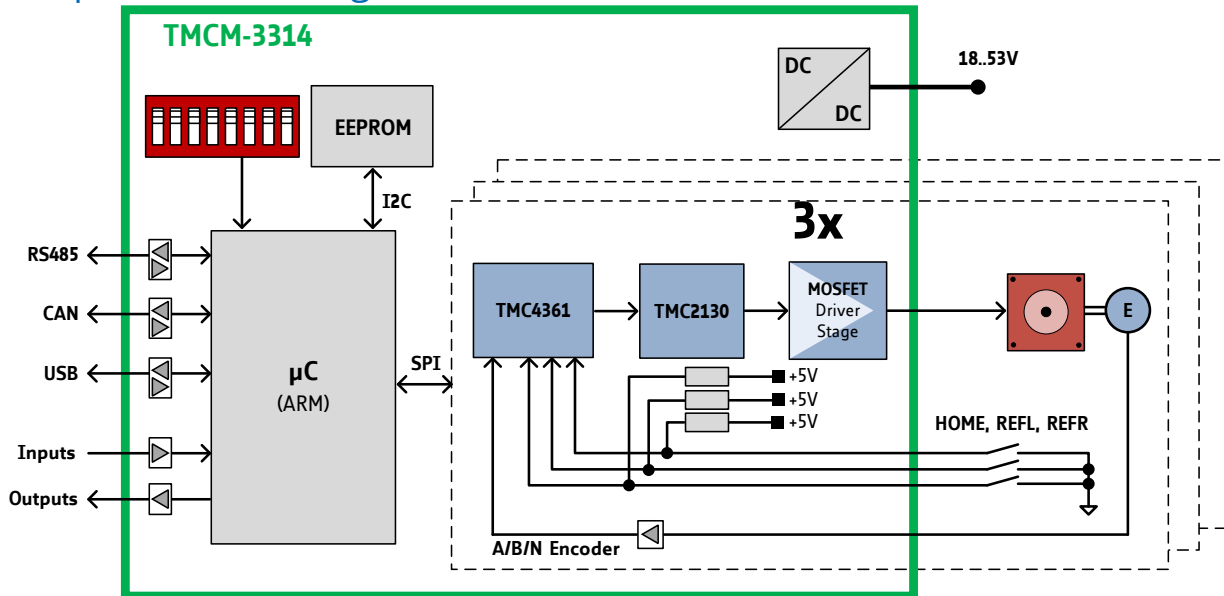 TMCM-3314
DC
DC
18..53V
EEPROM
I2C
3x
RS485
CAN
USB
Inputs
Outputs
µC
(ARM)
SPI
TMC4361
TMC2130
MOSFET
Driver
Stage
E
+5V
+5V
+5V
HOME, REFL, REFR
A/B/N Encoder